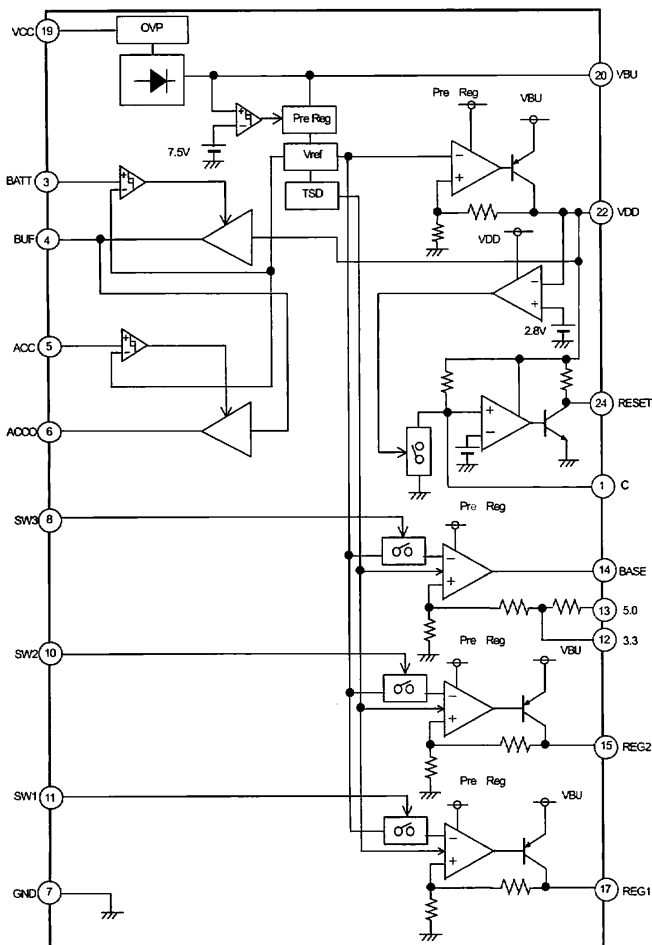 VCC 19 OVP
20 VBU
Pre Reg VBU
Pre Reg
7.5V
Vref
BATT 3
TSD
22 VDD
BUF 4
VDD
2.8V
ACC 5
24 RESET
ACCO 6
1 C
SW3 8
Pre Reg
14 BASE
13 5.0
12 3.3
SW2 10
Pre Reg VBU
15 REG2
SW1 11
Pre Reg VBU
GND 7
17 REG1